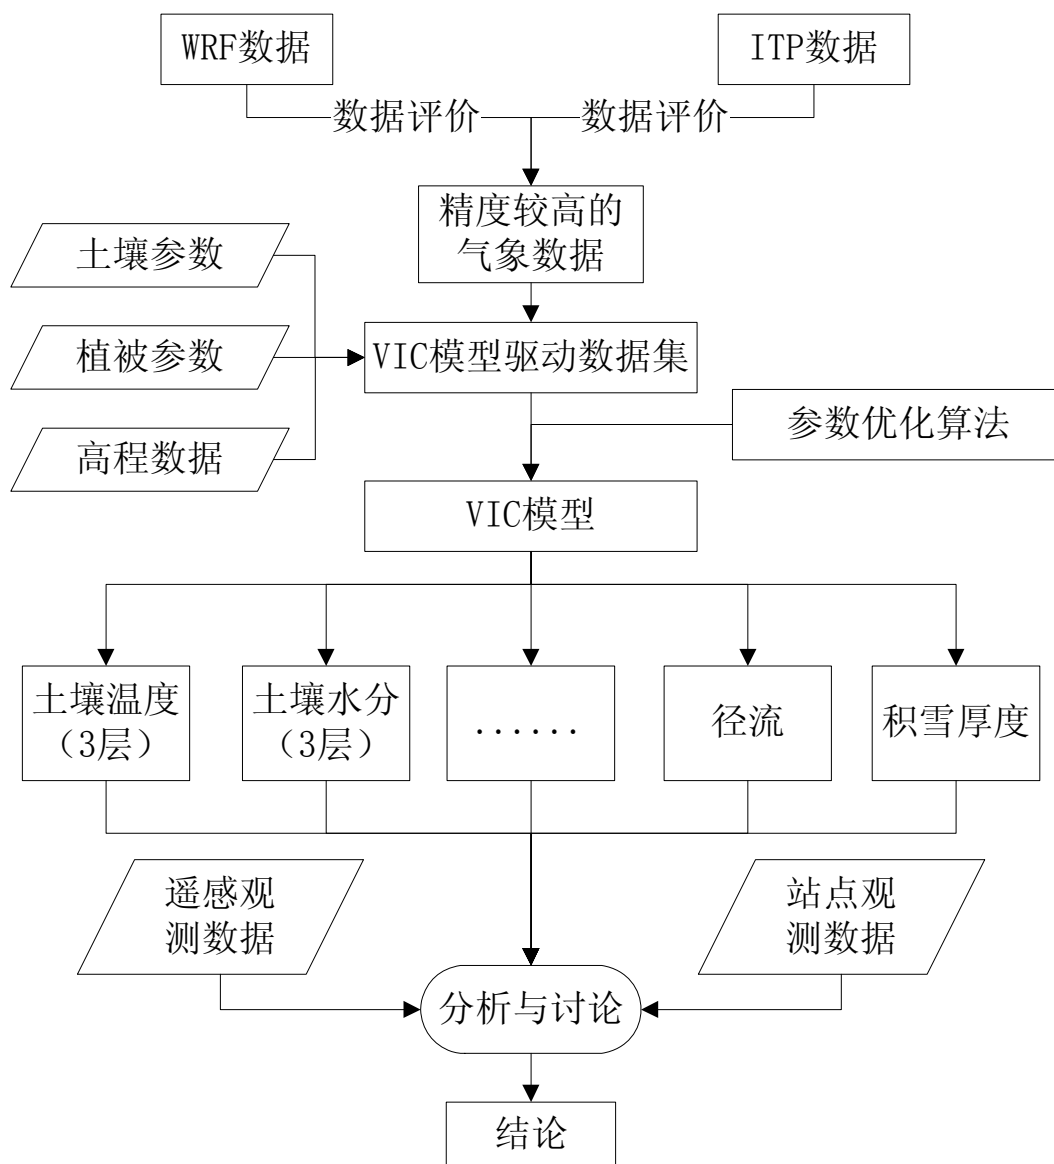 WRF数据
ITP数据
数据评价
数据评价
精度较高的
气象数据
土壤参数
植被参数
VIC模型驱动数据集
参数优化算法
高程数据
VIC模型
土壤温度
（3层）
土壤水分
（3层）
......
径流
积雪厚度
遥感观
测数据
站点观
测数据
分析与讨论
结论